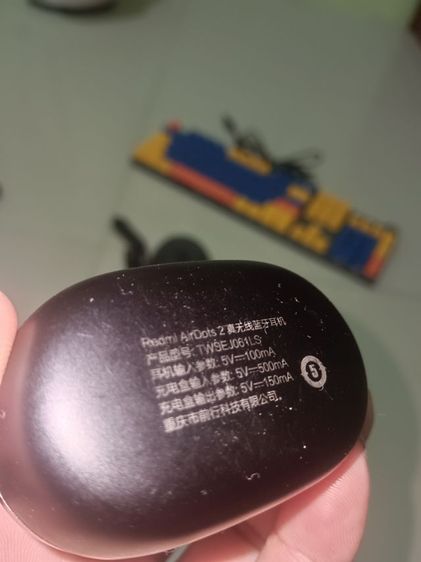 Redmi AirDots 2 真无线蓝牙耳机
产品型号: TWSEJ061LS
耳机输入参数: 5V⎓100mA
充电盒输入参数: 5V⎓500mA
充电盒输出参数: 5V⎓150mA
重庆市前行科技有限公司.
5